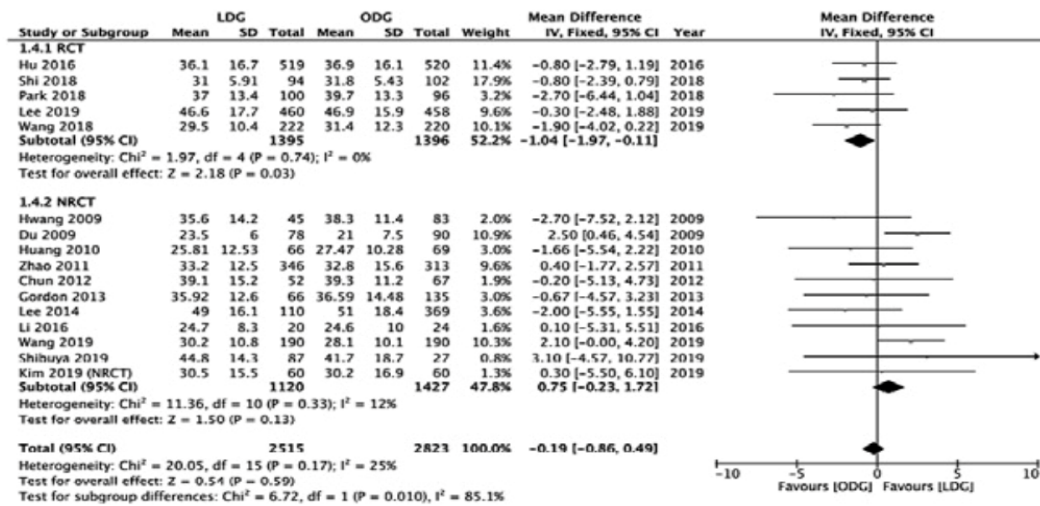 LDG ODG Mean Difference Mean Difference
Study or Subgroup Mean SD Total Mean SD Total Weight IV, Fixed, 95% CI Year IV, Fixed, 95% CI
1.4.1 RCT
Hu 2016 36.1 16.7 519 36.9 16.1 520 11.4% -0.80 [-2.79, 1.19] 2016
Shi 2018 31 5.91 94 31.8 5.43 102 17.9% -0.80 [-2.39, 0.79] 2018
Park 2018 37 13.4 100 39.7 13.3 96 3.2% -2.70 [-6.44, 1.04] 2018
Lee 2019 46.6 17.7 460 46.9 15.9 458 9.6% -0.30 [-2.48, 1.88] 2019
Wang 2018 29.5 10.4 222 31.4 12.3 220 10.1% -1.90 [-4.02, 0.22] 2019
Subtotal (95% CI) 1395 1396 52.2% -1.04 [-1.97, -0.11]
Heterogeneity: Chi² = 1.97, df = 4 (P = 0.74); I² = 0%
Test for overall effect: Z = 2.18 (P = 0.03)
1.4.2 NRCT
Hwang 2009 35.6 14.2 45 38.3 11.4 83 2.0% -2.70 [-7.52, 2.12] 2009
Du 2009 23.5 6 78 21 7.5 90 10.9% 2.50 [0.46, 4.54] 2009
Huang 2010 25.81 12.53 66 27.47 10.28 69 3.0% -1.66 [-5.54, 2.22] 2010
Zhao 2011 33.2 12.5 346 32.8 15.6 313 9.6% 0.40 [-1.77, 2.57] 2011
Chun 2012 39.1 15.2 52 39.3 11.2 67 1.9% -0.20 [-5.13, 4.73] 2012
Gordon 2013 35.92 12.6 66 36.59 14.48 135 3.0% -0.67 [-4.57, 3.23] 2013
Lee 2014 49 16.1 110 51 18.4 369 3.6% -2.00 [-5.55, 1.55] 2014
Li 2016 24.7 8.3 20 24.6 10 24 1.6% 0.10 [-5.31, 5.51] 2016
Wang 2019 30.2 10.8 190 28.1 10.1 190 10.1% 2.10 [-0.00, 4.20] 2019
Shibuya 2019 44.8 14.3 87 41.7 18.7 27 0.8% 3.10 [-4.57, 10.77] 2019
Kim 2019 (NRCT) 30.5 15.5 60 30.2 16.9 60 1.3% 0.30 [-5.50, 6.10] 2019
Subtotal (95% CI) 1120 1427 47.8% 0.75 [-0.23, 1.72]
Heterogeneity: Chi² = 11.36, df = 10 (P = 0.33); I² = 12%
Test for overall effect: Z = 1.50 (P = 0.13)
Total (95% CI) 2515 2823 100.0% -0.19 [-0.86, 0.49]
Heterogeneity: Chi² = 20.05, df = 15 (P = 0.17); I² = 25%
Test for overall effect: Z = 0.54 (P = 0.59)
Test for subgroup differences: Chi² = 6.72, df = 1 (P = 0.010), I² = 85.1%
-10 -5 0 5 10
Favours [ODG] Favours [LDG]